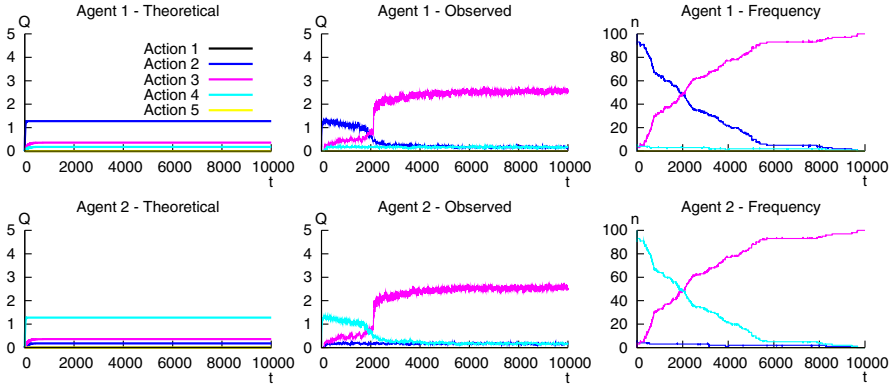 Agent 1 - Theoretical
Q
5
4
3
2
1
0
Action 1
Action 2
Action 3
Action 4
Action 5
0 2000 4000 6000 8000 10000
t
Agent 1 - Observed
Q
5
4
3
2
1
0
0 2000 4000 6000 8000 10000
t
Agent 1 - Frequency
n
100
80
60
40
20
0
0 2000 4000 6000 8000 10000
t
Agent 2 - Theoretical
Q
5
4
3
2
1
0
0 2000 4000 6000 8000 10000
t
Agent 2 - Observed
Q
5
4
3
2
1
0
0 2000 4000 6000 8000 10000
t
Agent 2 - Frequency
n
100
80
60
40
20
0
0 2000 4000 6000 8000 10000
t